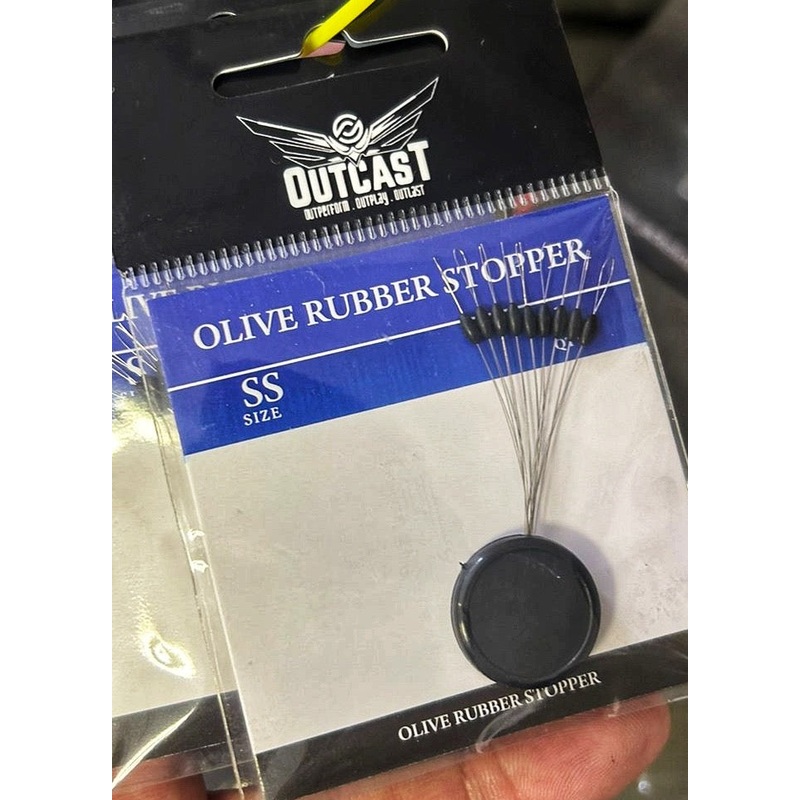 OUTCAST
OUTPERFORM . OUTPLAY . OUTLAST
OLIVE RUBBER STOPPER
SS
SIZE
OLIVE RUBBER STOPPER